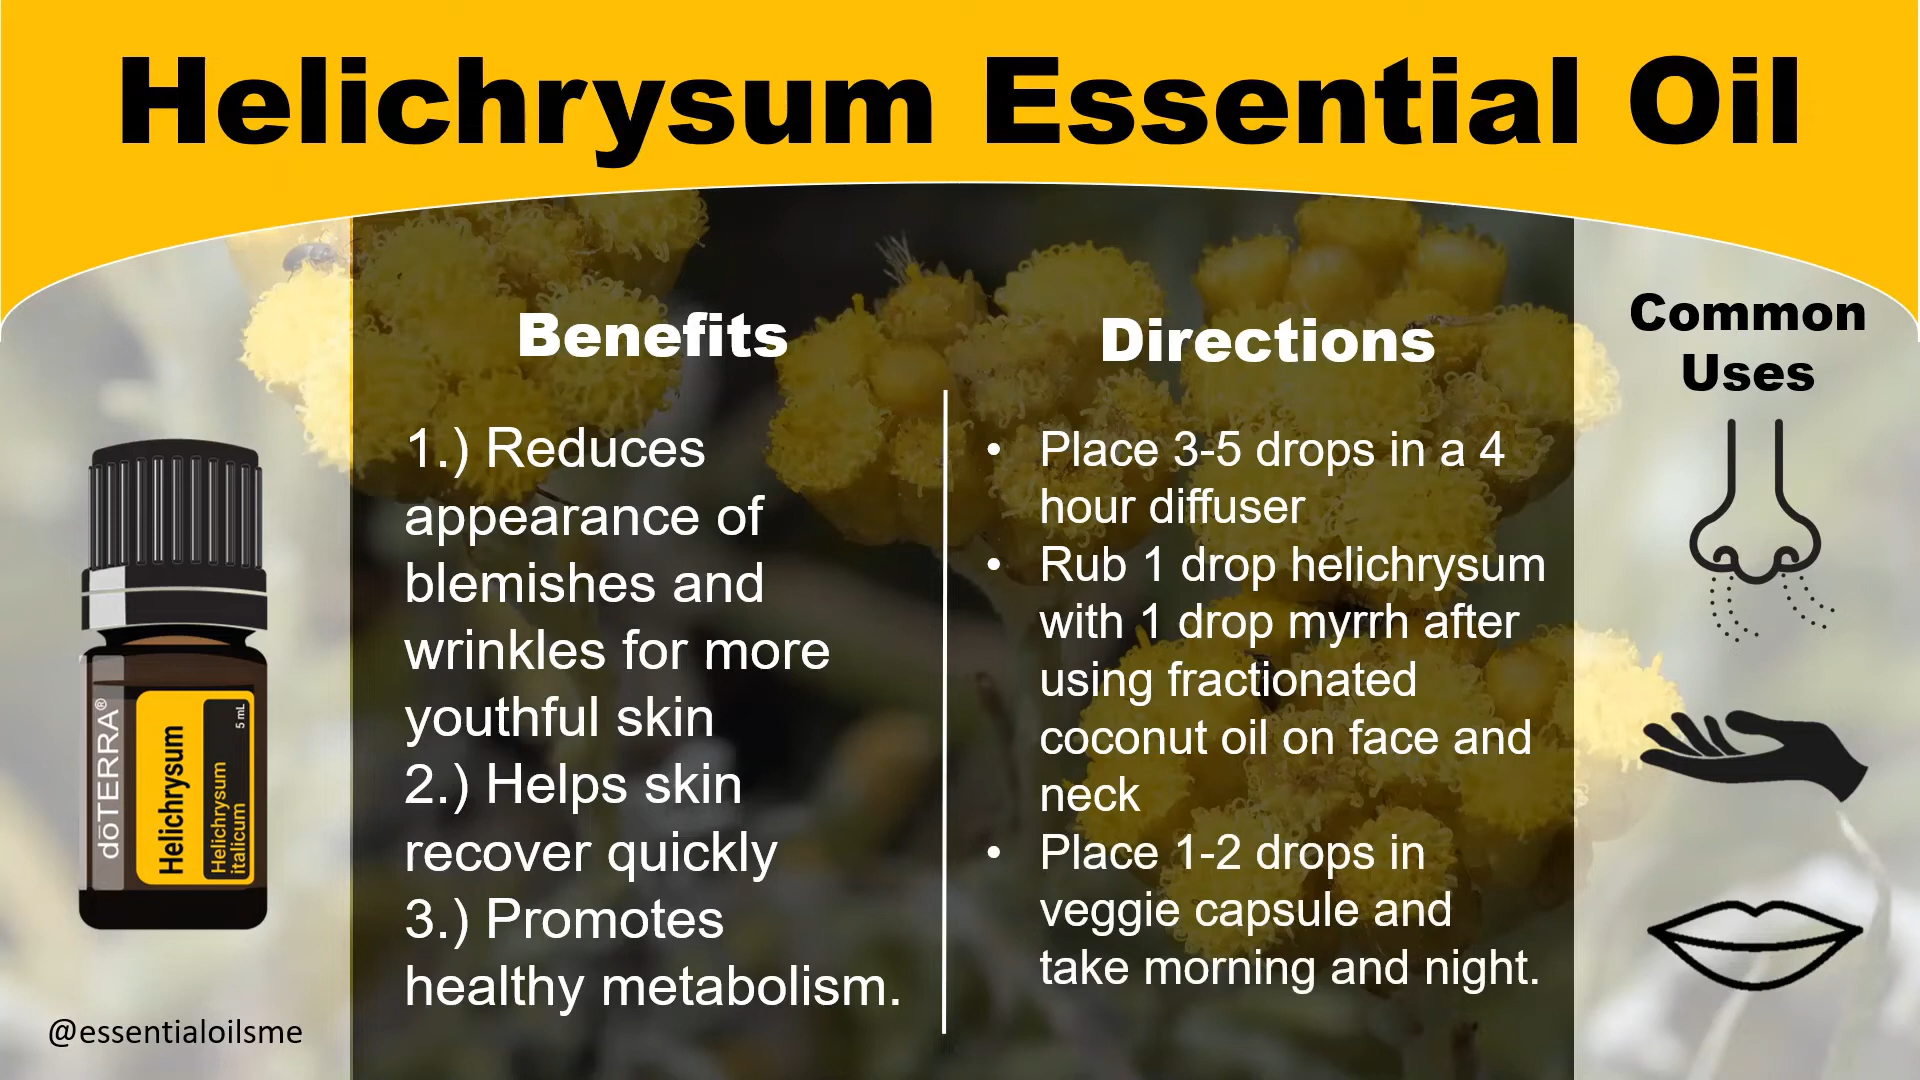 Helichrysum Essential Oil
Benefits
1.) Reduces
appearance of
blemishes and
wrinkles for more
youthful skin
2.) Helps skin
recover quickly
3.) Promotes
healthy metabolism.
Directions
• Place 3-5 drops in a 4
hour diffuser
• Rub 1 drop helichrysum
with 1 drop myrrh after
using fractionated
coconut oil on face and
neck
• Place 1-2 drops in
veggie capsule and
take morning and night.
Common
Uses
dōTERRA®
Helichrysum
Helichrysum
italicum
5 mL
@essentialoilsme